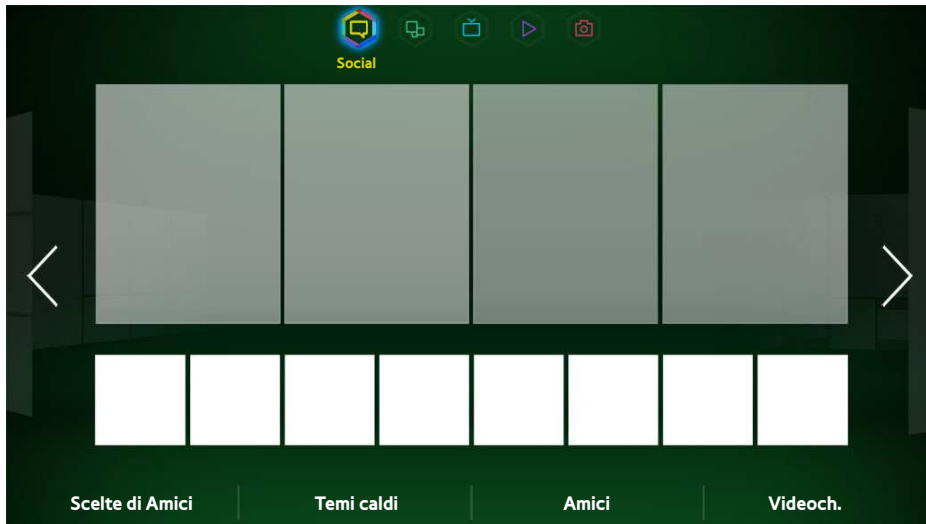 Social
Scelte di Amici
Temi caldi
Amici
Videoch.